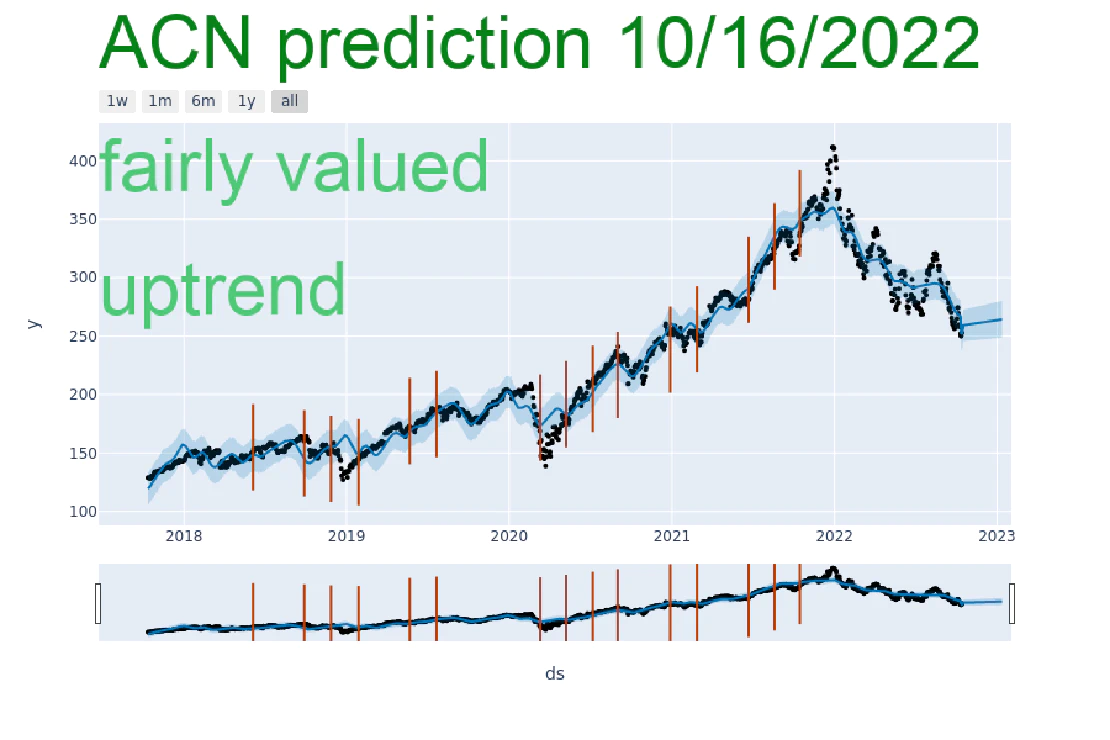 ACN prediction 10/16/2022
1w 1m 6m 1y all
fairly valued
uptrend
400
350
300
250
200
150
100
y
2018 2019 2020 2021 2022 2023
ds